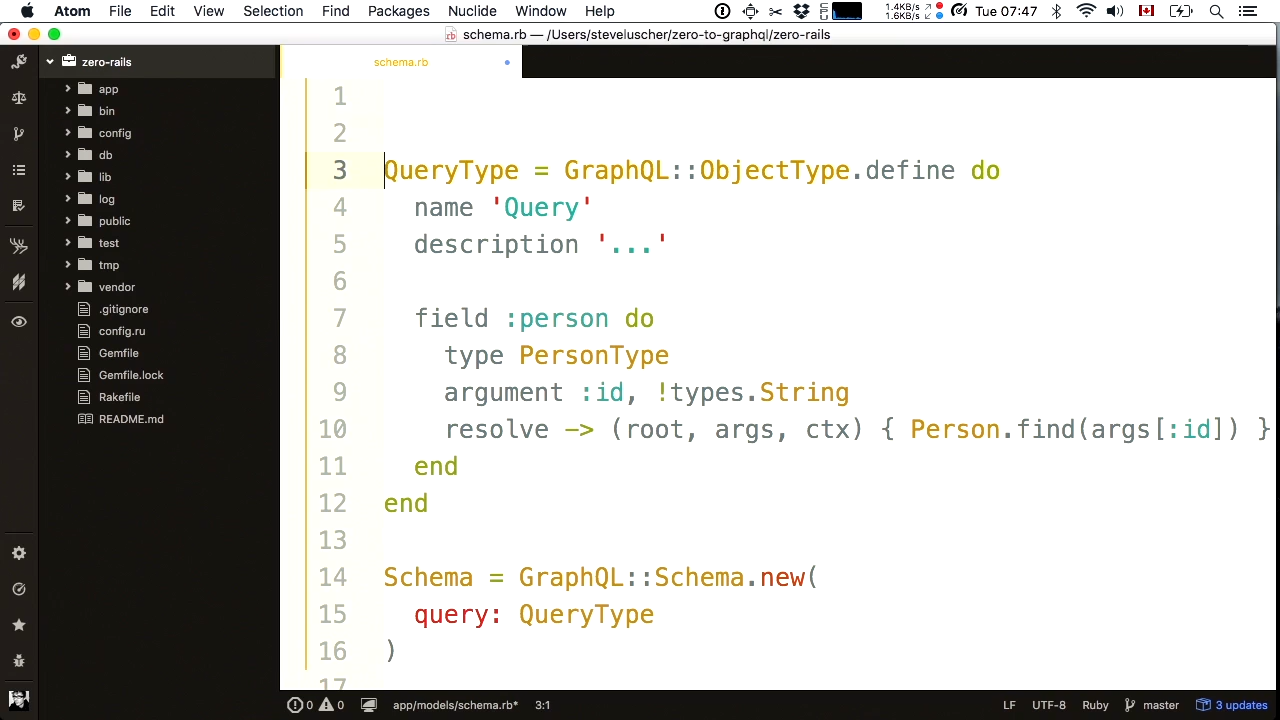 Atom File Edit View Selection Find Packages Nuclide Window Help 1.4KB/s 1.6KB/s Tue 07:47
schema.rb — /Users/steveluscher/zero-to-graphql/zero-rails
zero-rails
schema.rb
app
bin
config
db
lib
log
public
test
tmp
vendor
.gitignore
config.ru
Gemfile
Gemfile.lock
Rakefile
README.md
1
2
3 QueryType = GraphQL::ObjectType.define do
4 name 'Query'
5 description '...'
6
7 field :person do
8 type PersonType
9 argument :id, !types.String
10 resolve -> (root, args, ctx) { Person.find(args[:id]) }
11 end
12 end
13
14 Schema = GraphQL::Schema.new(
15 query: QueryType
16 )
17
0 0 app/models/schema.rb* 3:1 LF UTF-8 Ruby master 3 updates